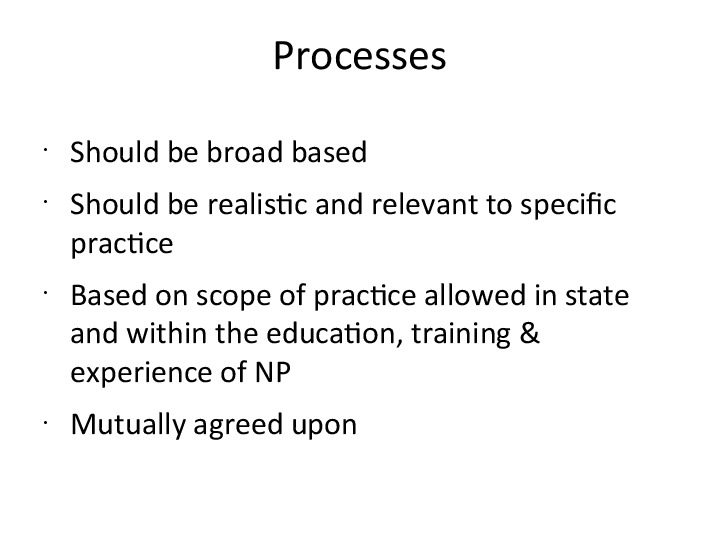 Processes
· Should be broad based
· Should be realistic and relevant to specific
practice
· Based on scope of practice allowed in state
and within the education, training &
experience of NP
· Mutually agreed upon